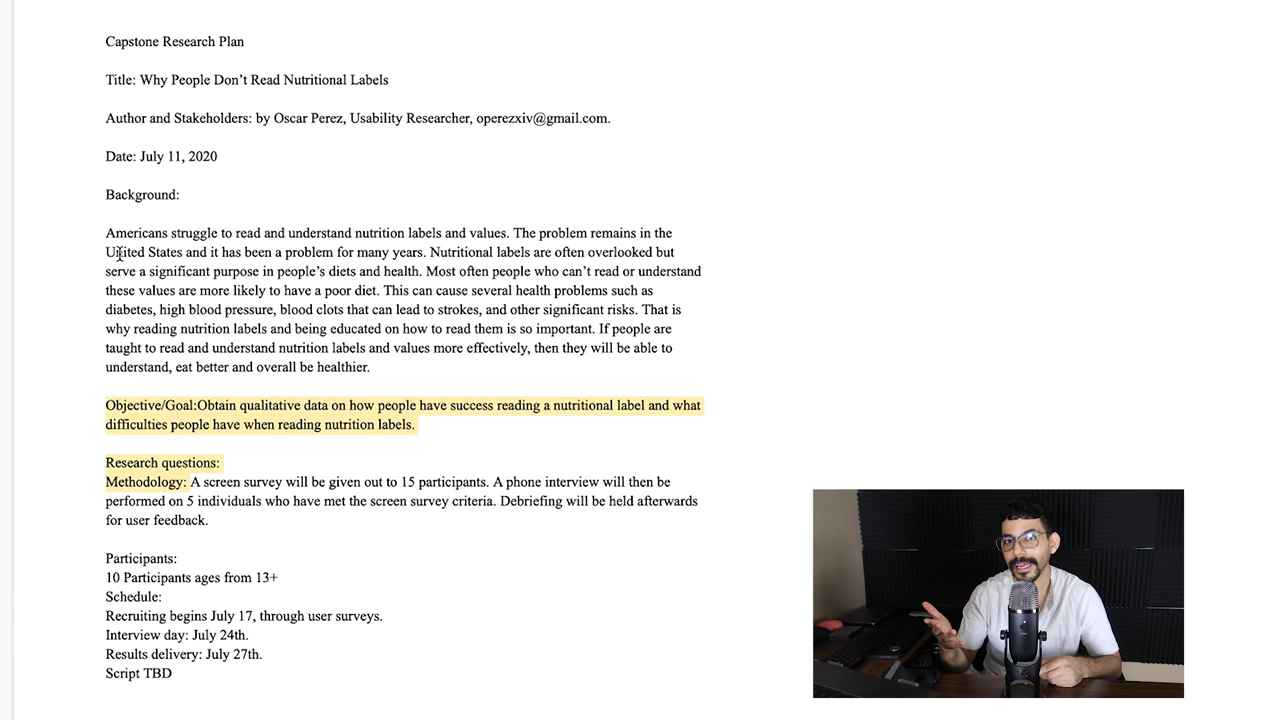 Capstone Research Plan
Title: Why People Don’t Read Nutritional Labels
Author and Stakeholders: by Oscar Perez, Usability Researcher, operezxiv@gmail.com.
Date: July 11, 2020
Background:
Americans struggle to read and understand nutrition labels and values. The problem remains in the
United States and it has been a problem for many years. Nutritional labels are often overlooked but
serve a significant purpose in people’s diets and health. Most often people who can’t read or understand
these values are more likely to have a poor diet. This can cause several health problems such as
diabetes, high blood pressure, blood clots that can lead to strokes, and other significant risks. That is
why reading nutrition labels and being educated on how to read them is so important. If people are
taught to read and understand nutrition labels and values more effectively, then they will be able to
understand, eat better and overall be healthier.
Objective/Goal:Obtain qualitative data on how people have success reading a nutritional label and what
difficulties people have when reading nutrition labels.
Research questions:
Methodology: A screen survey will be given out to 15 participants. A phone interview will then be
performed on 5 individuals who have met the screen survey criteria. Debriefing will be held afterwards
for user feedback.
Participants:
10 Participants ages from 13+
Schedule:
Recruiting begins July 17, through user surveys.
Interview day: July 24th.
Results delivery: July 27th.
Script TBD